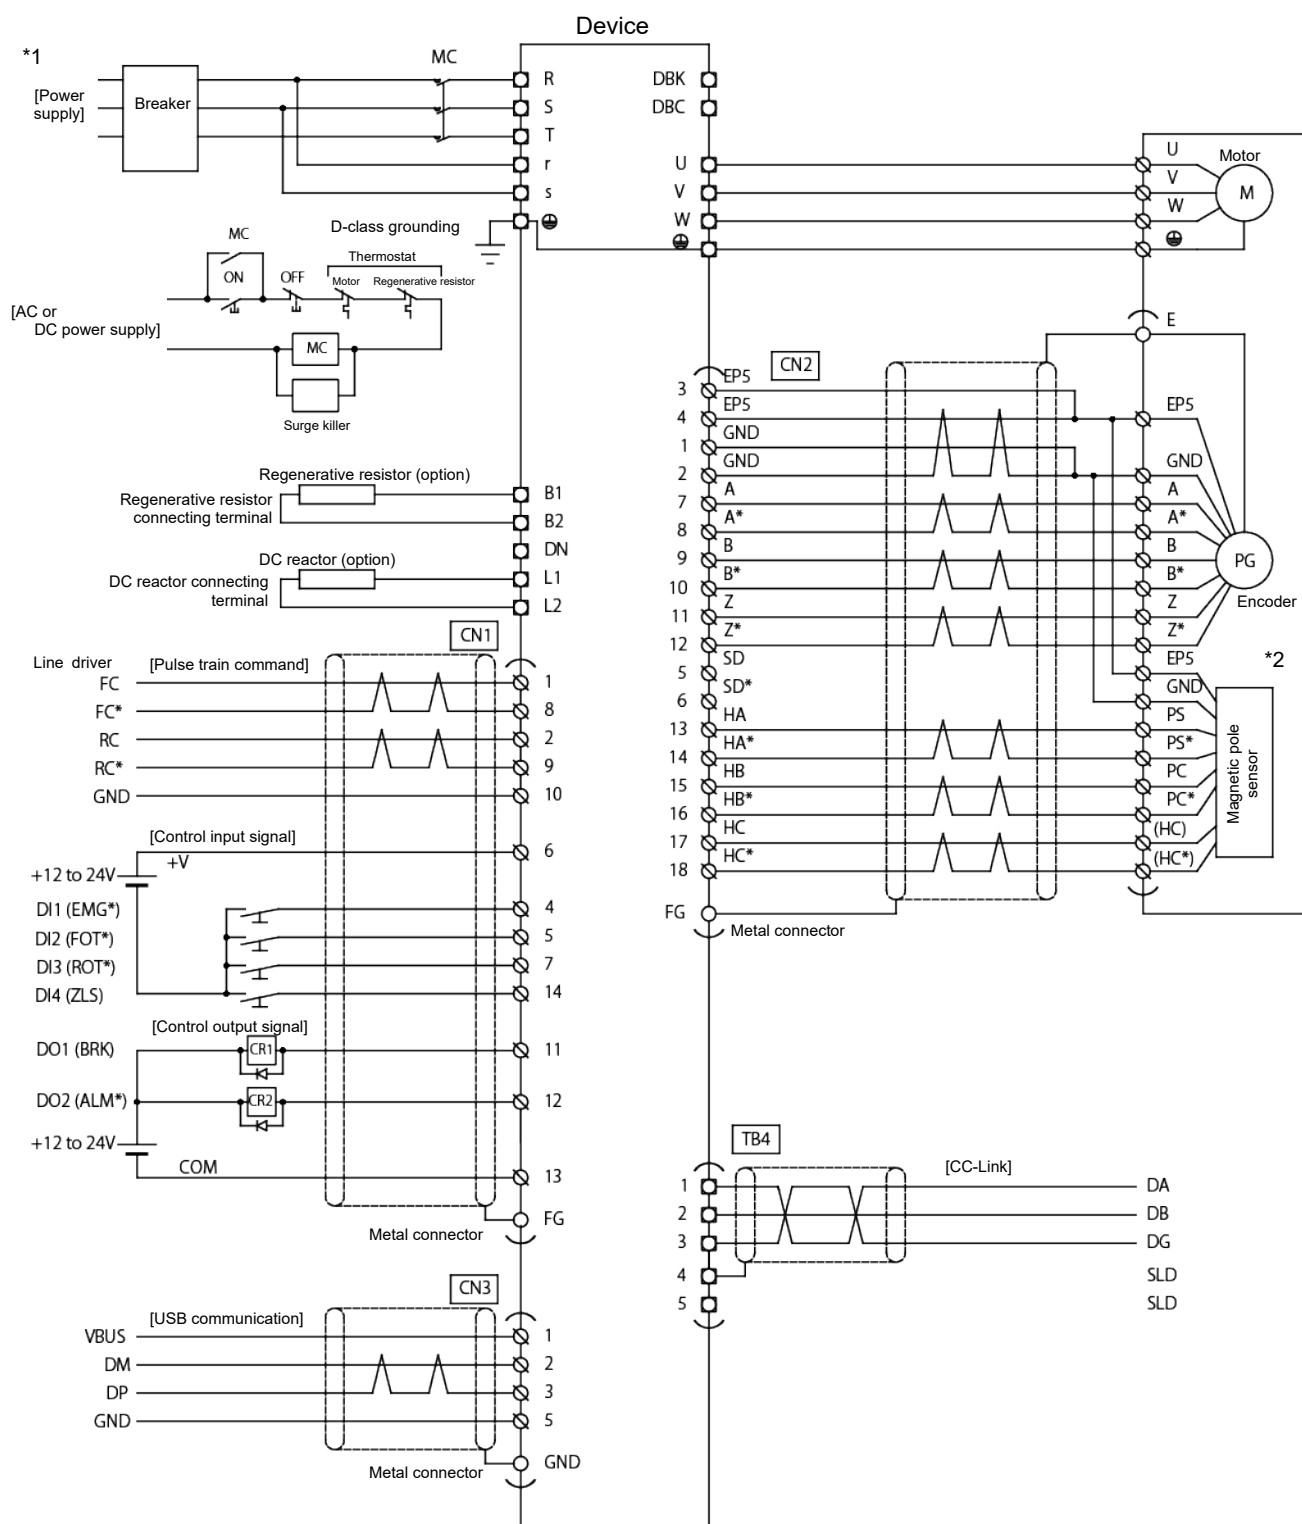 Device
*1
[Power
supply]
Breaker
MC
R
S
T
r
s
DBK
DBC
U
V
W
U
V
W
Motor
M
D-class grounding
MC
ON
OFF
Thermostat
Motor
Regenerative resistor
[AC or
DC power supply]
MC
Surge killer
Regenerative resistor (option)
Regenerative resistor
connecting terminal
B1
B2
DN
DC reactor (option)
DC reactor connecting
terminal
L1
L2
CN1
Line driver
[Pulse train command]
FC
1
FC*
8
RC
2
RC*
9
GND
10
[Control input signal]
+V
6
+12 to 24V
DI1 (EMG*)
4
DI2 (FOT*)
5
DI3 (ROT*)
7
DI4 (ZLS)
14
[Control output signal]
DO1 (BRK)
CR1
11
DO2 (ALM*)
CR2
12
+12 to 24V
COM
13
FG
Metal connector
CN3
[USB communication]
VBUS
1
DM
2
DP
3
GND
5
GND
Metal connector
CN2
E
3
EP5
4
EP5
EP5
1
GND
2
GND
GND
7
A
A
8
A*
A*
9
B
B
10
B*
B*
11
Z
Z
12
Z*
Z*
PG
Encoder
5
SD
EP5
6
SD*
GND
*2
13
HA
PS
14
HA*
PS*
15
HB
PC
16
HB*
PC*
17
HC
(HC)
18
HC*
(HC*)
Magnetic pole
sensor
FG
Metal connector
TB4
[CC-Link]
1
DA
2
DB
3
DG
4
SLD
5
SLD